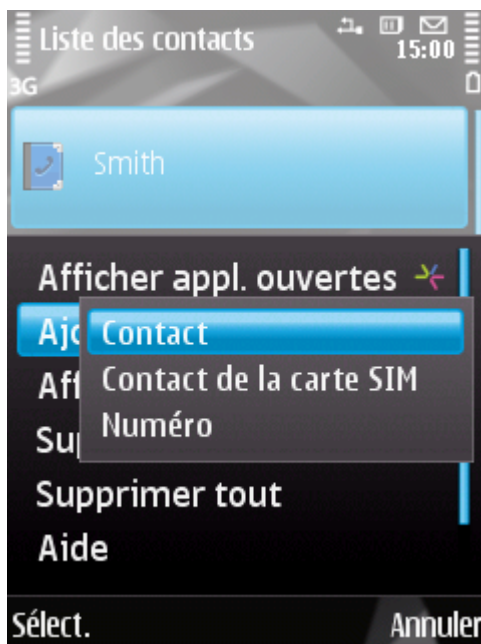 Liste des contacts
15:00
3G
Smith
Afficher appl. ouvertes
Contact
Contact de la carte SIM
Numéro
Supprimer tout
Aide
Sélect. Annuler